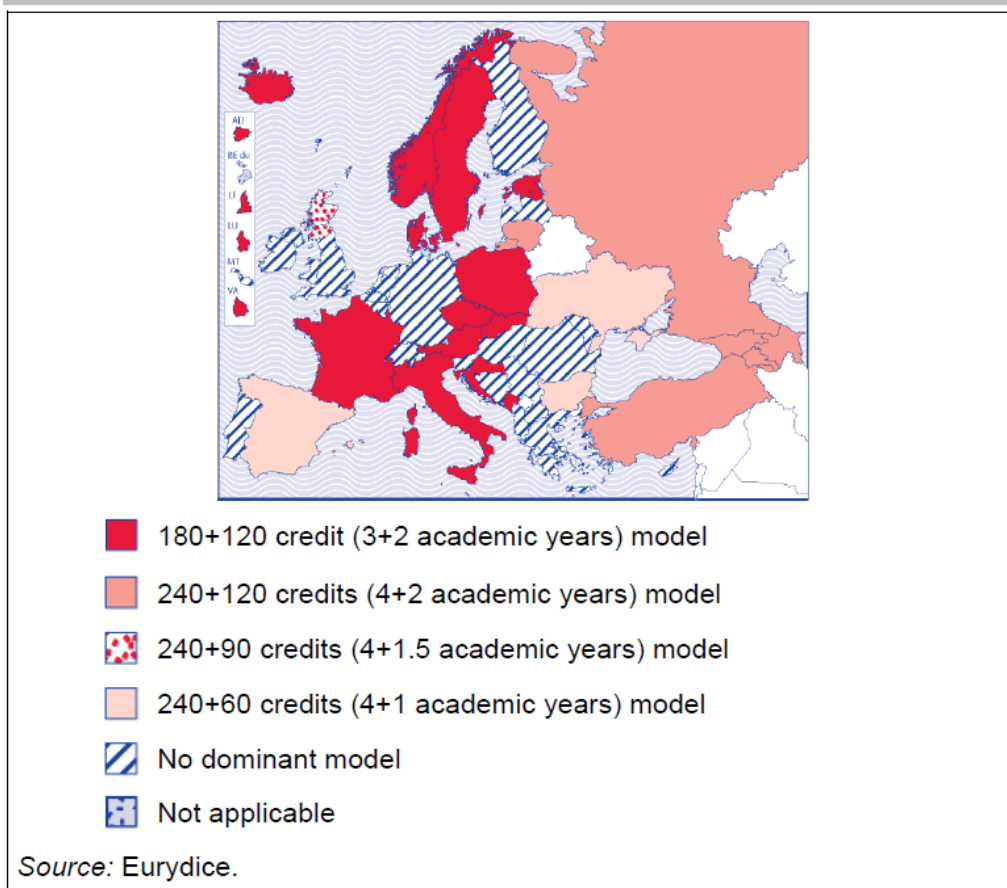 AD
BE de
LI
LU
MT
VA
180+120 credit (3+2 academic years) model
240+120 credits (4+2 academic years) model
240+90 credits (4+1.5 academic years) model
240+60 credits (4+1 academic years) model
No dominant model
Not applicable
Source: Eurydice.